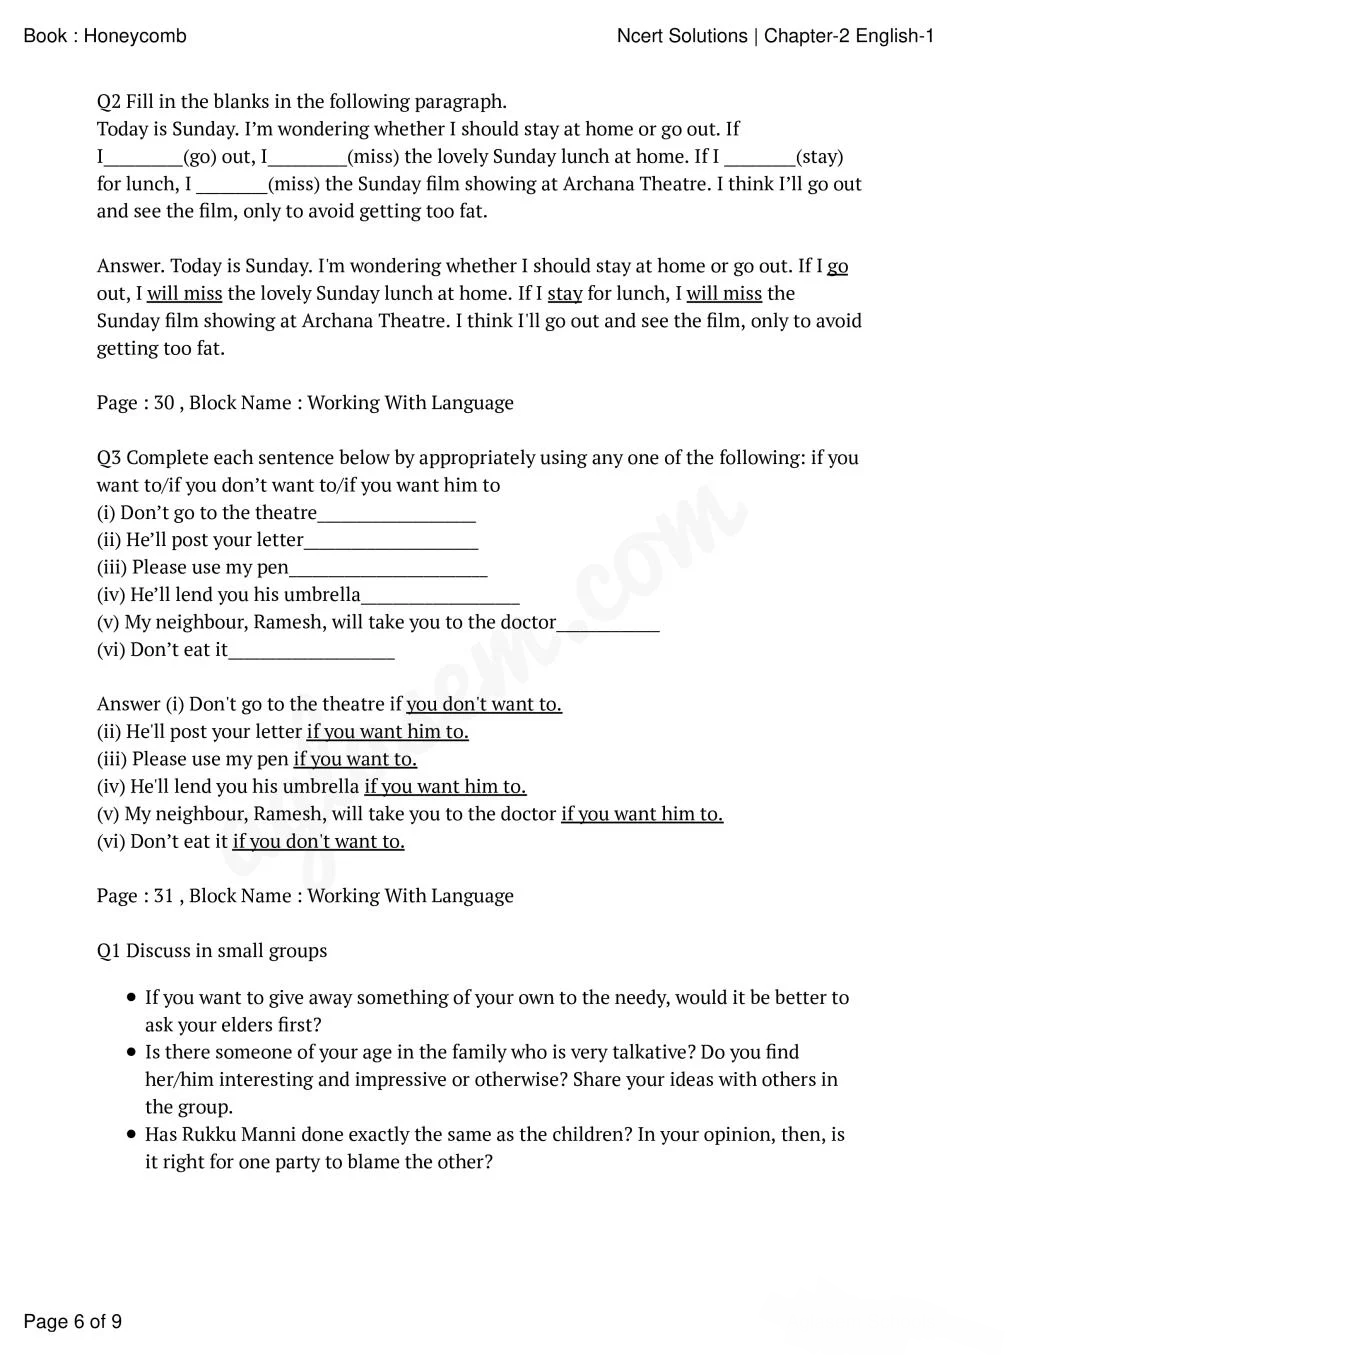 Book : Honeycomb
Ncert Solutions | Chapter-2 English-1
Q2 Fill in the blanks in the following paragraph.
Today is Sunday. I’m wondering whether I should stay at home or go out. If
I________(go) out, I________(miss) the lovely Sunday lunch at home. If I _______(stay)
for lunch, I _______(miss) the Sunday film showing at Archana Theatre. I think I’ll go out
and see the film, only to avoid getting too fat.
Answer. Today is Sunday. I'm wondering whether I should stay at home or go out. If I go
out, I will miss the lovely Sunday lunch at home. If I stay for lunch, I will miss the
Sunday film showing at Archana Theatre. I think I'll go out and see the film, only to avoid
getting too fat.
Page : 30 , Block Name : Working With Language
Q3 Complete each sentence below by appropriately using any one of the following: if you
want to/if you don’t want to/if you want him to
(i) Don’t go to the theatre________________
(ii) He’ll post your letter__________________
(iii) Please use my pen____________________
(iv) He’ll lend you his umbrella________________
(v) My neighbour, Ramesh, will take you to the doctor__________
(vi) Don’t eat it_________________
Answer (i) Don't go to the theatre if you don't want to.
(ii) He'll post your letter if you want him to.
(iii) Please use my pen if you want to.
(iv) He'll lend you his umbrella if you want him to.
(v) My neighbour, Ramesh, will take you to the doctor if you want him to.
(vi) Don’t eat it if you don't want to.
Page : 31 , Block Name : Working With Language
Q1 Discuss in small groups
● If you want to give away something of your own to the needy, would it be better to
ask your elders first?
● Is there someone of your age in the family who is very talkative? Do you find
her/him interesting and impressive or otherwise? Share your ideas with others in
the group.
● Has Rukku Manni done exactly the same as the children? In your opinion, then, is
it right for one party to blame the other?
Page 6 of 9